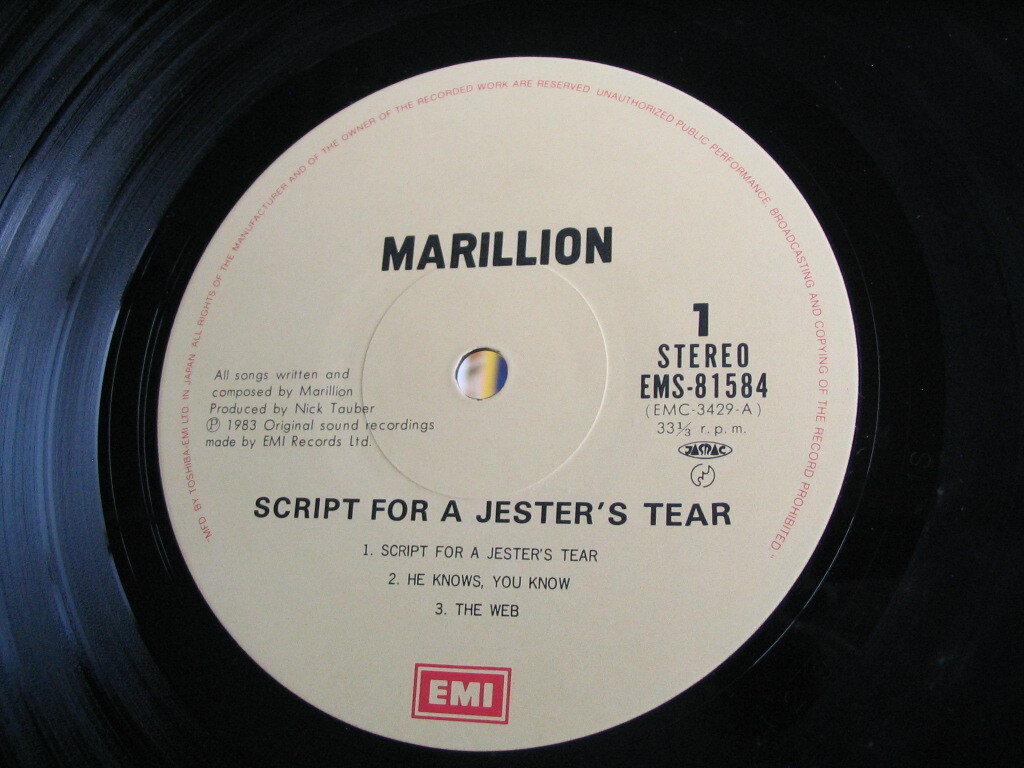 "MFD. BY TOSHIBA-EMI LTD. IN JAPAN. ALL RIGHTS OF THE MANUFACTURER AND OF THE OWNER OF THE RECORDED WORK ARE RESERVED. UNAUTHORIZED PUBLIC PERFORMANCE, BROADCASTING AND COPYING OF THE RECORD PROHIBITED."
MARILLION
1
STEREO
EMS-81584
(EMC-3429-A)
33⅓ r.p.m.
JASRAC
All songs written and
composed by Marillion
Produced by Nick Tauber
Ⓟ 1983 Original sound recordings
made by EMI Records Ltd.
SCRIPT FOR A JESTER'S TEAR
1. SCRIPT FOR A JESTER'S TEAR
2. HE KNOWS, YOU KNOW
3. THE WEB
EMI